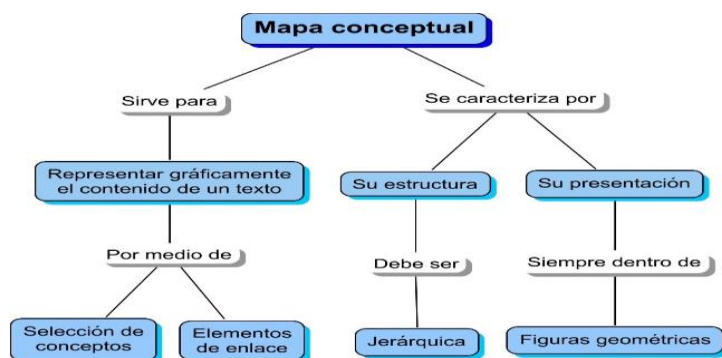 Mapa conceptual
Sirve para
Se caracteriza por
Representar gráficamente
el contenido de un texto
Su estructura
Su presentación
Por medio de
Debe ser
Siempre dentro de
Selección de
conceptos
Elementos
de enlace
Jerárquica
Figuras geométricas